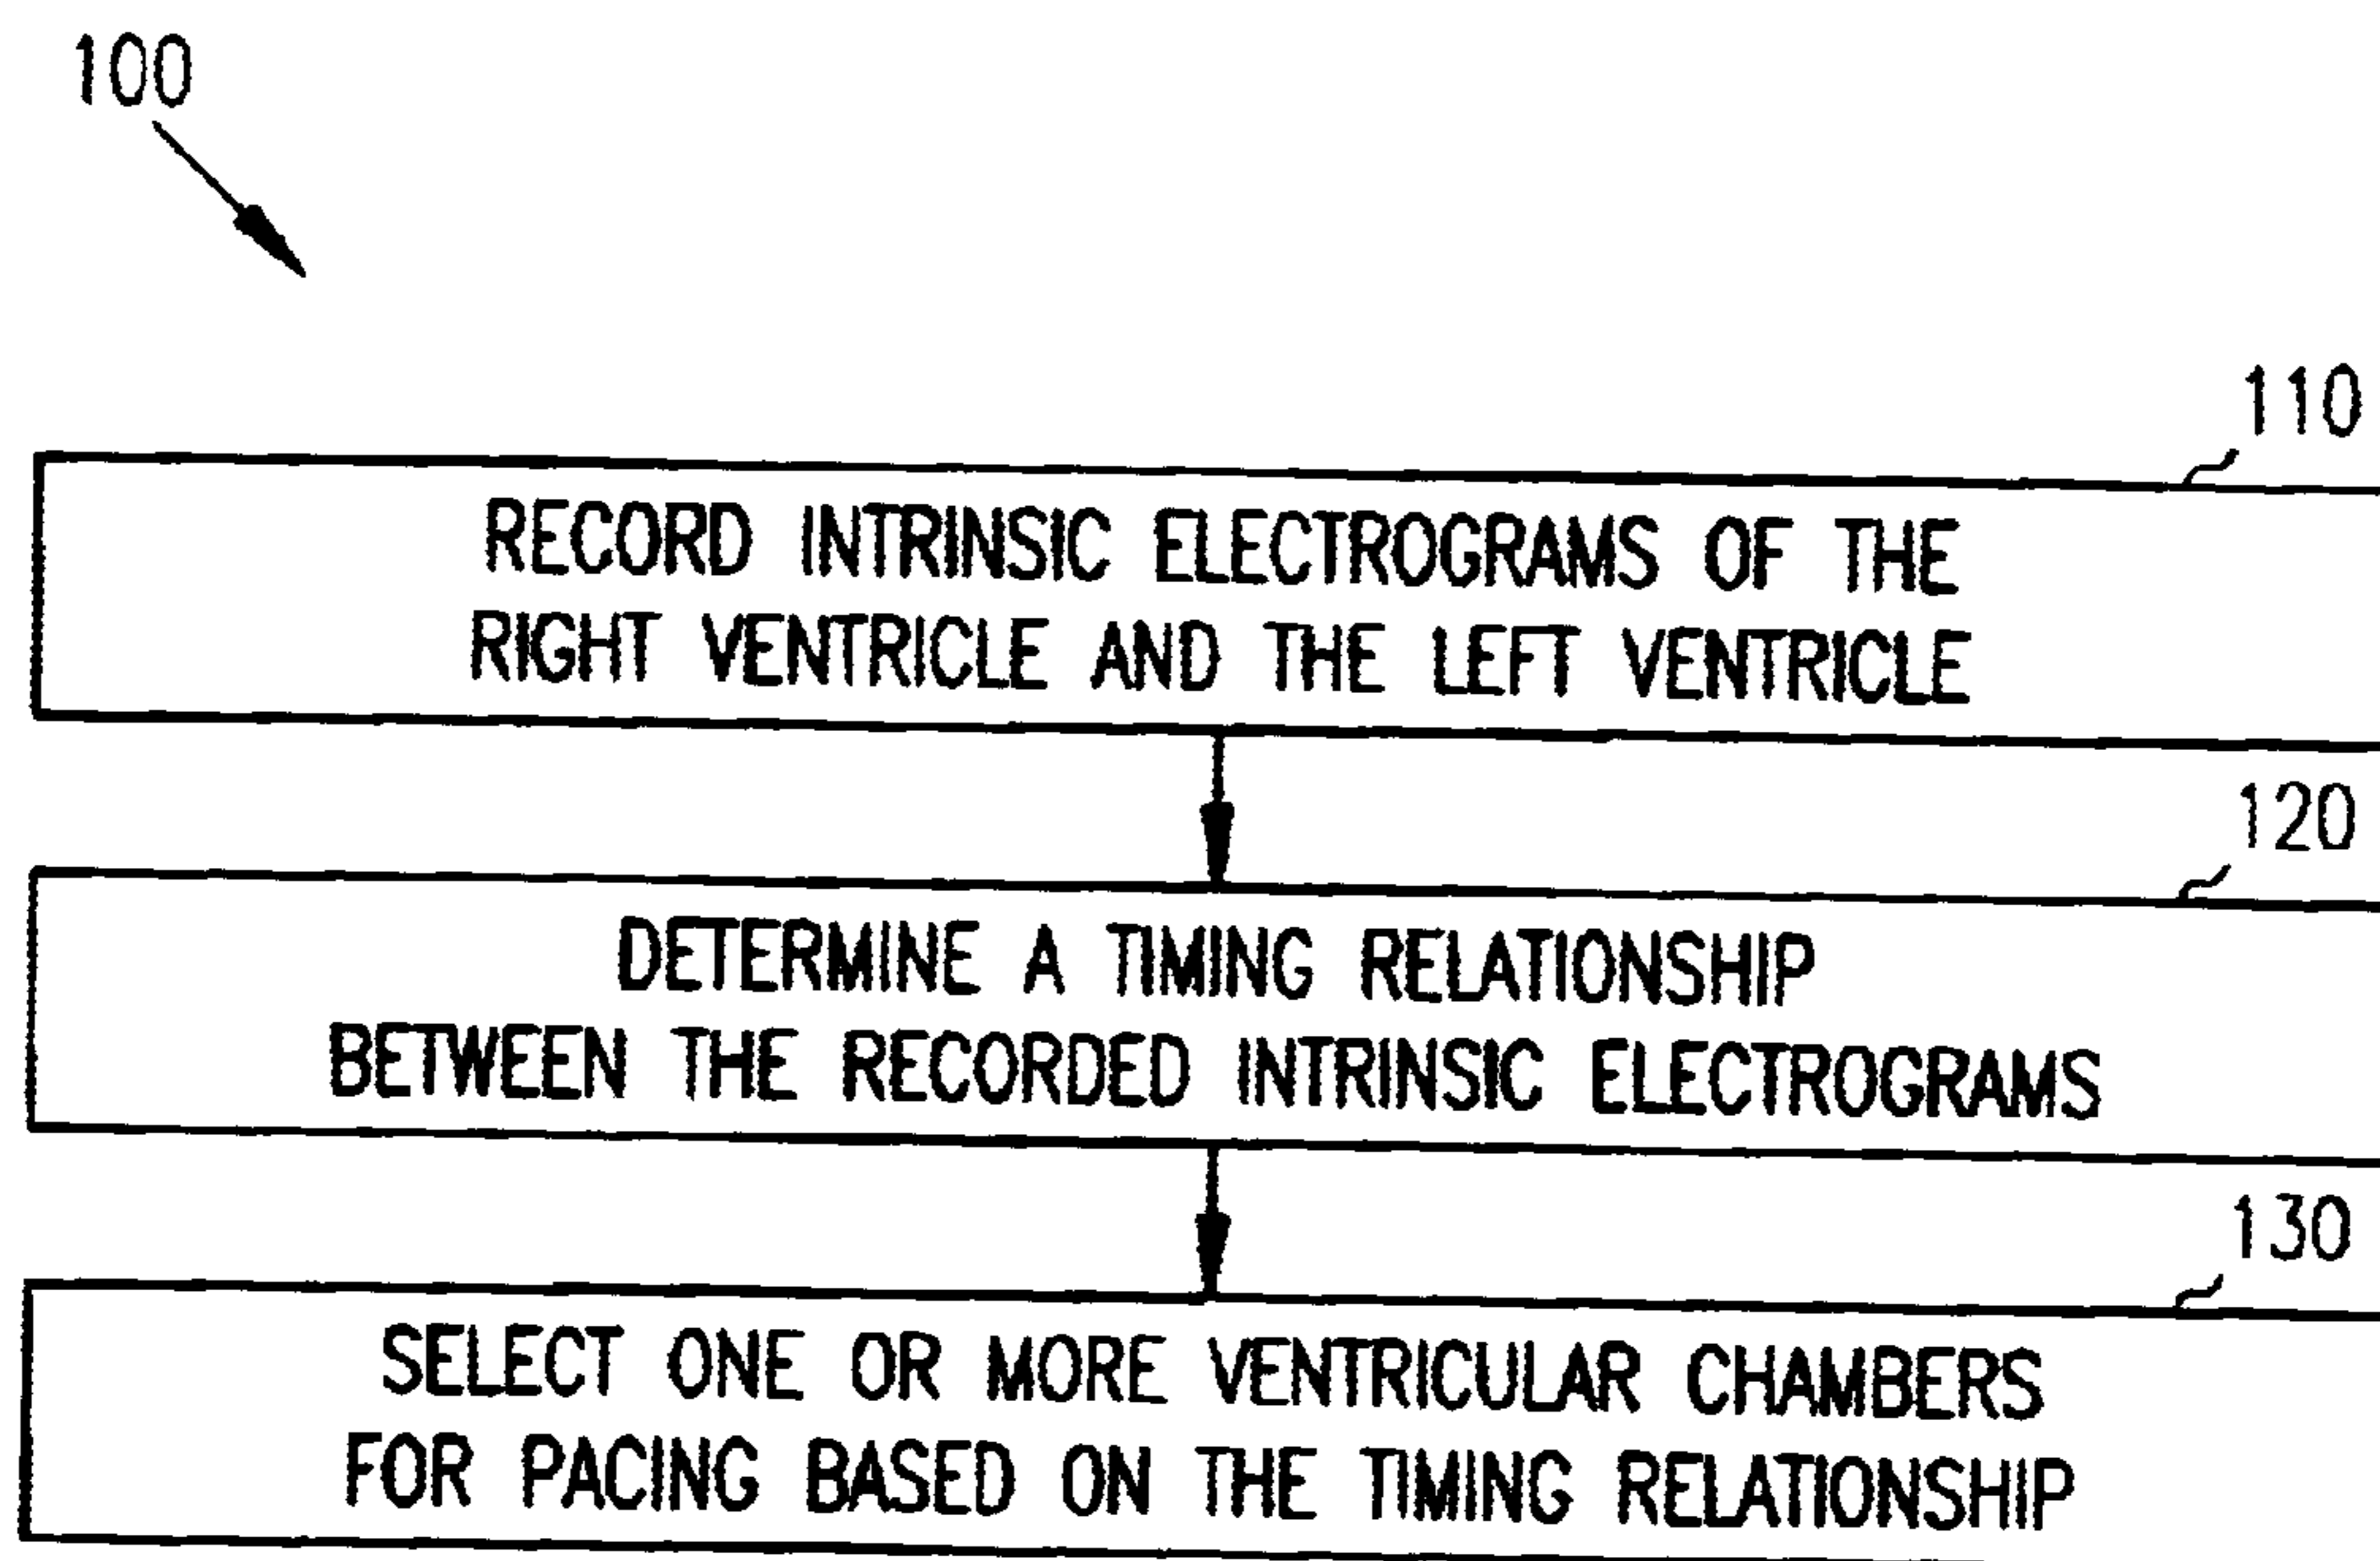 100
110
RECORD INTRINSIC ELECTROGRAMS OF THE
RIGHT VENTRICLE AND THE LEFT VENTRICLE
120
DETERMINE A TIMING RELATIONSHIP
BETWEEN THE RECORDED INTRINSIC ELECTROGRAMS
130
SELECT ONE OR MORE VENTRICULAR CHAMBERS
FOR PACING BASED ON THE TIMING RELATIONSHIP